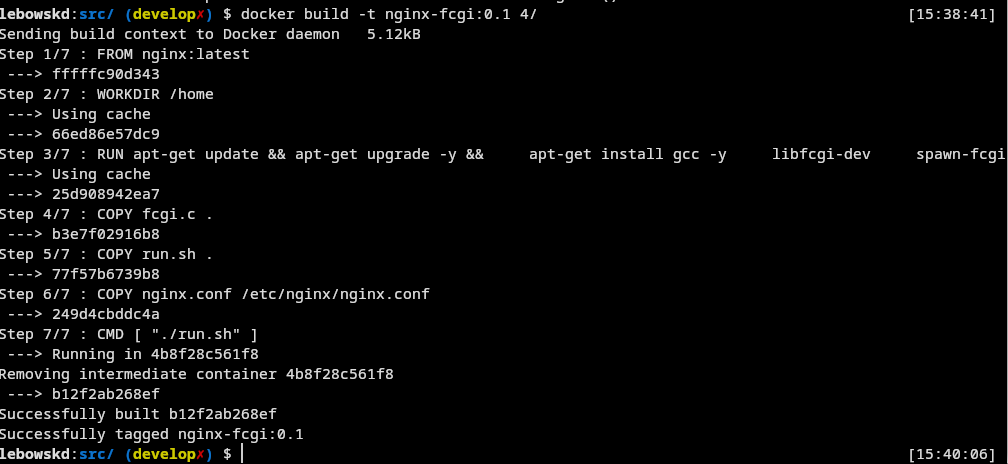 lebowskd:src/ (develop✗) $ docker build -t nginx-fcgi:0.1 4/ [15:38:41]
Sending build context to Docker daemon 5.12kB
Step 1/7 : FROM nginx:latest
---> fffffc90d343
Step 2/7 : WORKDIR /home
---> Using cache
---> 66ed86e57dc9
Step 3/7 : RUN apt-get update && apt-get upgrade -y && apt-get install gcc -y libfcgi-dev spawn-fcgi
---> Using cache
---> 25d908942ea7
Step 4/7 : COPY fcgi.c .
---> b3e7f02916b8
Step 5/7 : COPY run.sh .
---> 77f57b6739b8
Step 6/7 : COPY nginx.conf /etc/nginx/nginx.conf
---> 249d4cbddc4a
Step 7/7 : CMD [ "./run.sh" ]
---> Running in 4b8f28c561f8
Removing intermediate container 4b8f28c561f8
---> b12f2ab268ef
Successfully built b12f2ab268ef
Successfully tagged nginx-fcgi:0.1
lebowskd:src/ (develop✗) $ [15:40:06]